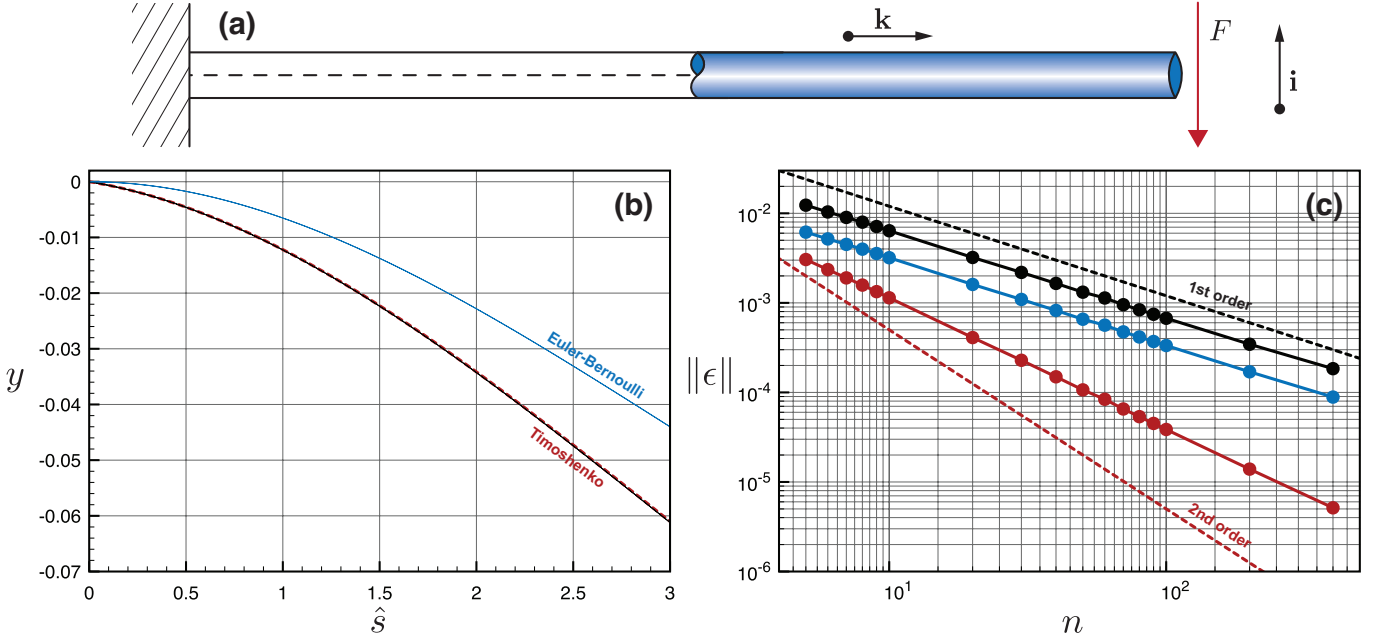 (a)
k
F
i
(b)
0
-0.01
-0.02
-0.03
-0.04
-0.05
-0.06
-0.07
y
Euler-Bernoulli
Timoshenko
0 0.5 1 1.5 2 2.5 3
ŝ
(c)
10⁻²
10⁻³
10⁻⁴
10⁻⁵
10⁻⁶
‖ϵ‖
1st order
2nd order
10¹ 10²
n